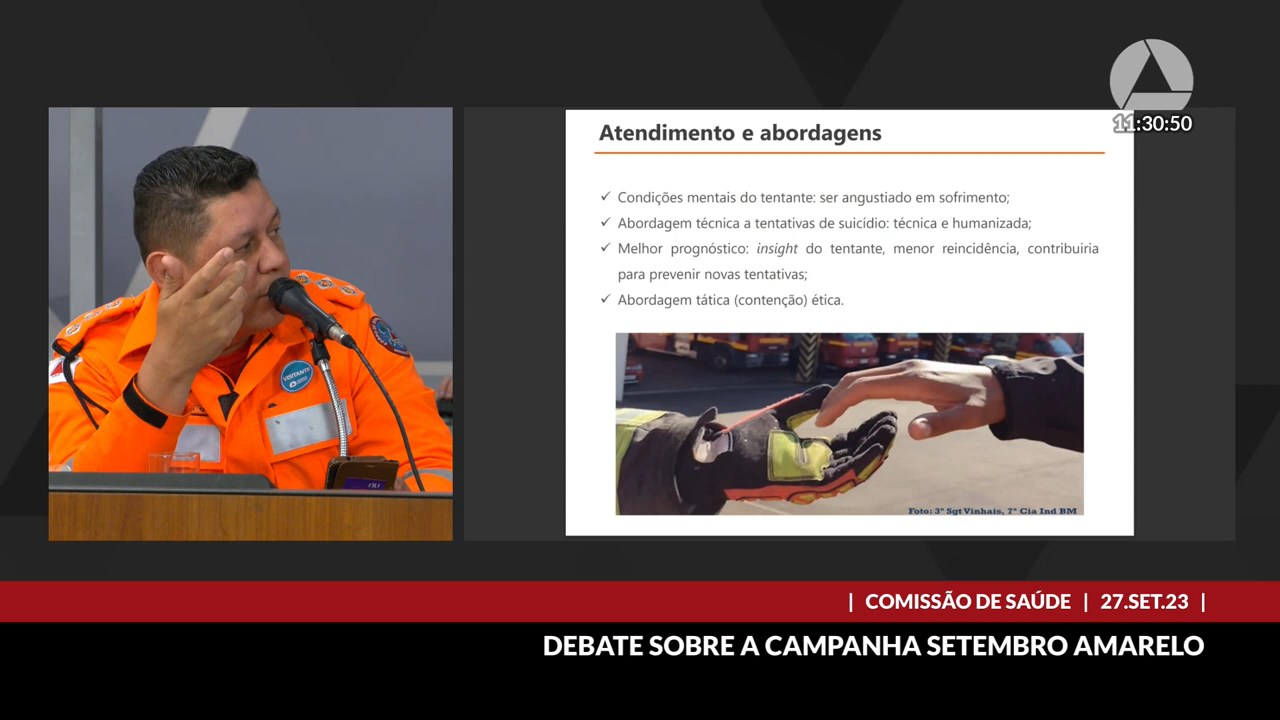 11:30:50
Atendimento e abordagens
✓ Condições mentais do tentante: ser angustiado em sofrimento;
✓ Abordagem técnica a tentativas de suicídio: técnica e humanizada;
✓ Melhor prognóstico: insight do tentante, menor reincidência, contribuiria
para prevenir novas tentativas;
✓ Abordagem tática (contenção) ética.
Foto: 3º Sgt Vinhais, 7ª Cia Ind BM
VISITANTE
| COMISSÃO DE SAÚDE | 27.SET.23 |
DEBATE SOBRE A CAMPANHA SETEMBRO AMARELO